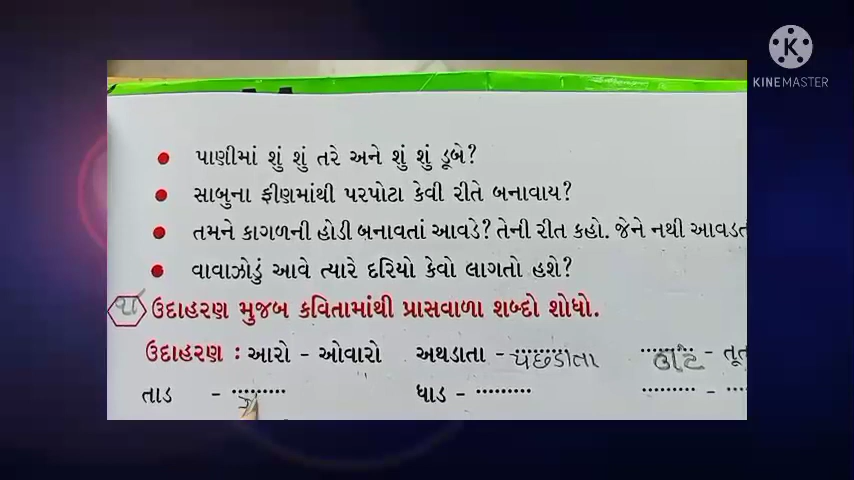 KINEMASTER
• પાણીમાં શું શું તરે અને શું શું ડૂબે?
• સાબુના ફીણમાંથી પરપોટા કેવી રીતે બનાવાય?
• તમને કાગળની હોડી બનાવતાં આવડે? તેની રીત કહો. જેને નથી આવડત
• વાવાઝોડું આવે ત્યારે દરિયો કેવો લાગતો હશે?
ઉદાહરણ મુજબ કવિતામાંથી પ્રાસવાળા શબ્દો શોધો.
ઉદાહરણ : આરો - ઓવારો અથડાતા - પછડાતા ........ - તૂત
તાડ - ......... ધાડ - ......... ......... - ...